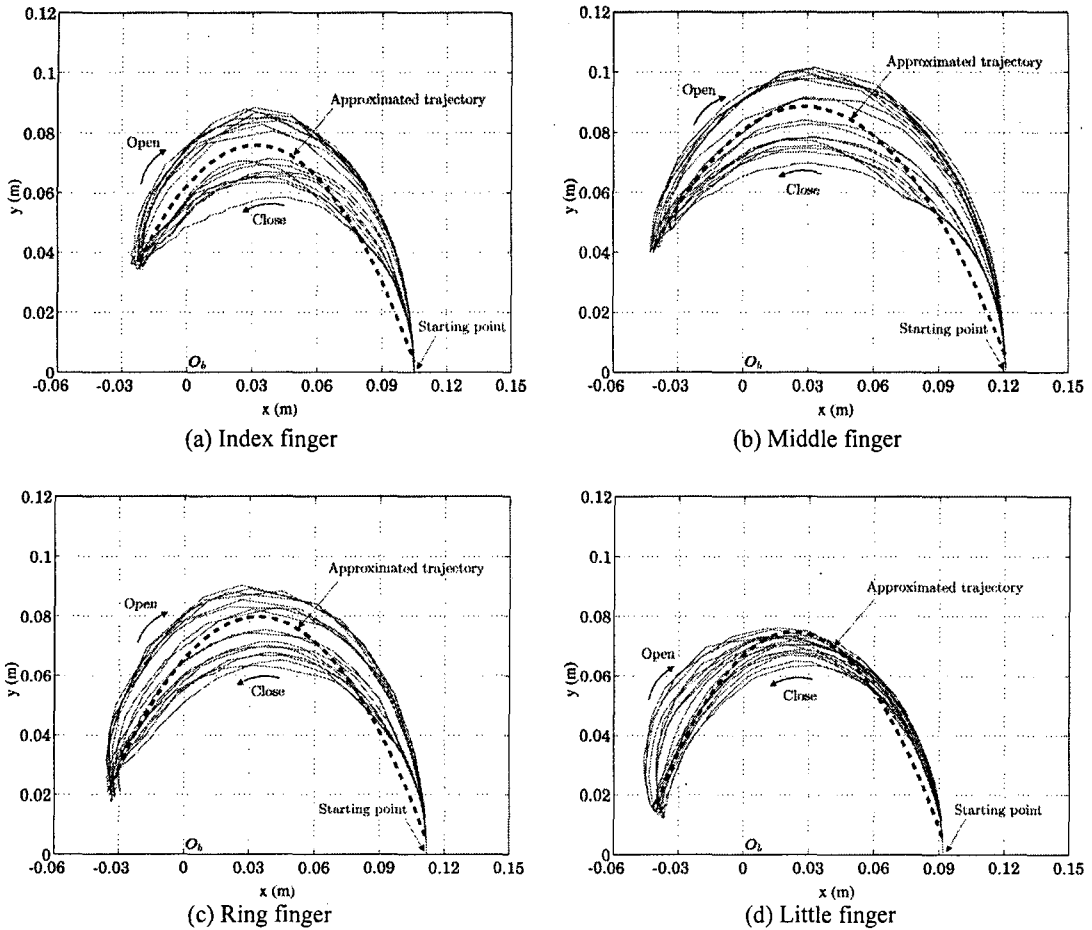 0.12
0.1
0.08
0.06
0.04
0.02
0
y (m)
Approximated trajectory
Open
Close
Starting point
O_b
-0.06 -0.03 0 0.03 0.06 0.09 0.12 0.15
x (m)
(a) Index finger
0.12
0.1
0.08
0.06
0.04
0.02
0
y (m)
Approximated trajectory
Open
Close
Starting point
O_b
-0.06 -0.03 0 0.03 0.06 0.09 0.12 0.15
x (m)
(b) Middle finger
0.12
0.1
0.08
0.06
0.04
0.02
0
y (m)
Approximated trajectory
Open
Close
Starting point
O_b
-0.06 -0.03 0 0.03 0.06 0.09 0.12 0.15
x (m)
(c) Ring finger
0.12
0.1
0.08
0.06
0.04
0.02
0
y (m)
Approximated trajectory
Open
Close
Starting point
O_b
-0.06 -0.03 0 0.03 0.06 0.09 0.12 0.15
x (m)
(d) Little finger